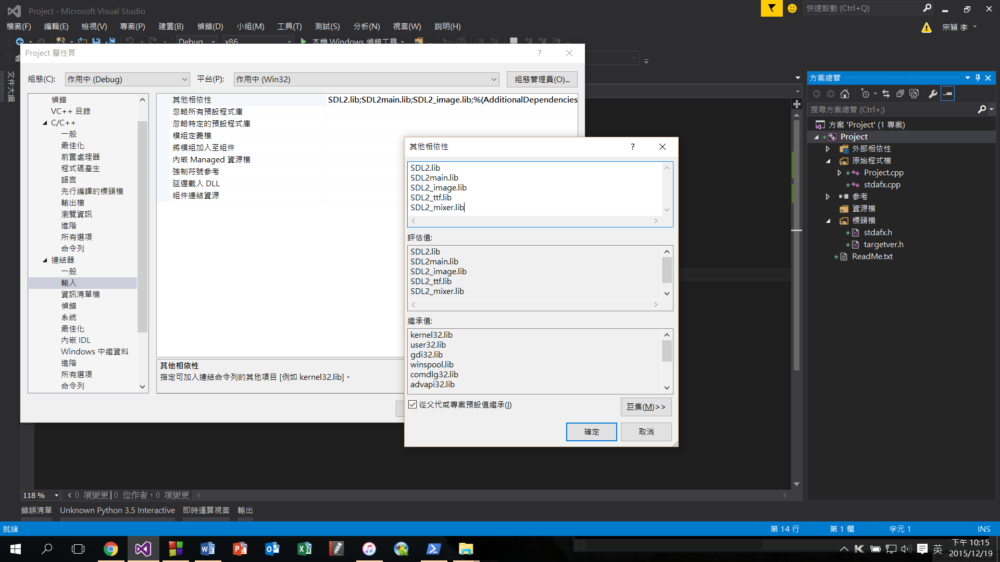 Project - Microsoft Visual Studio
快速啟動 (Ctrl+Q)
檔案(F) 編輯(E) 檢視(V) 專案(P) 建置(B) 偵錯(D) 小組(M) 工具(T) 測試(S) 分析(N) 視窗(W) 說明(H)
宗穎 李
Debug x86 本機 Windows 偵錯工具
Project 屬性頁
?
組態(C): 作用中 (Debug) 平台(P): 作用中 (Win32) 組態管理員(O)...
偵錯
VC++ 目錄
C/C++
一般
最佳化
前置處理器
程式碼產生
語言
先行編譯的標頭檔
輸出檔
瀏覽資訊
進階
所有選項
命令列
連結器
一般
輸入
資訊清單檔
偵錯
系統
最佳化
內嵌 IDL
Windows 中繼資料
進階
所有選項
命令列
其他相依性 SDL2.lib;SDL2main.lib;SDL2_image.lib;%(AdditionalDependencies
忽略所有預設程式庫
忽略特定的預設程式庫
模組定義檔
將模組加入至組件
內嵌 Managed 資源檔
強制符號參考
延遲載入 DLL
組件連結資源
其他相依性
指定可加入連結命令列的其他項目 [例如 kernel32.lib]。
其他相依性
?
SDL2.lib
SDL2main.lib
SDL2_image.lib
SDL2_ttf.lib
SDL2_mixer.lib
評估值:
SDL2.lib
SDL2main.lib
SDL2_image.lib
SDL2_ttf.lib
SDL2_mixer.lib
繼承值:
kernel32.lib
user32.lib
gdi32.lib
winspool.lib
comdlg32.lib
advapi32.lib
從父代或專案預設值繼承(I)
巨集(M)>>
確定 取消
方案總管
搜尋方案總管 (Ctrl+;)
方案 'Project' (1 專案)
Project
外部相依性
原始程式檔
Project.cpp
stdafx.cpp
參考
資源檔
標頭檔
stdafx.h
targetver.h
ReadMe.txt
118 % 0 項變更 | 0 位作者，0 項變更
錯誤清單 Unknown Python 3.5 Interactive 即時運算視窗 輸出
就緒 第 14 行 第 1 欄 字元 1 INS
英
下午 10:15
2015/12/19